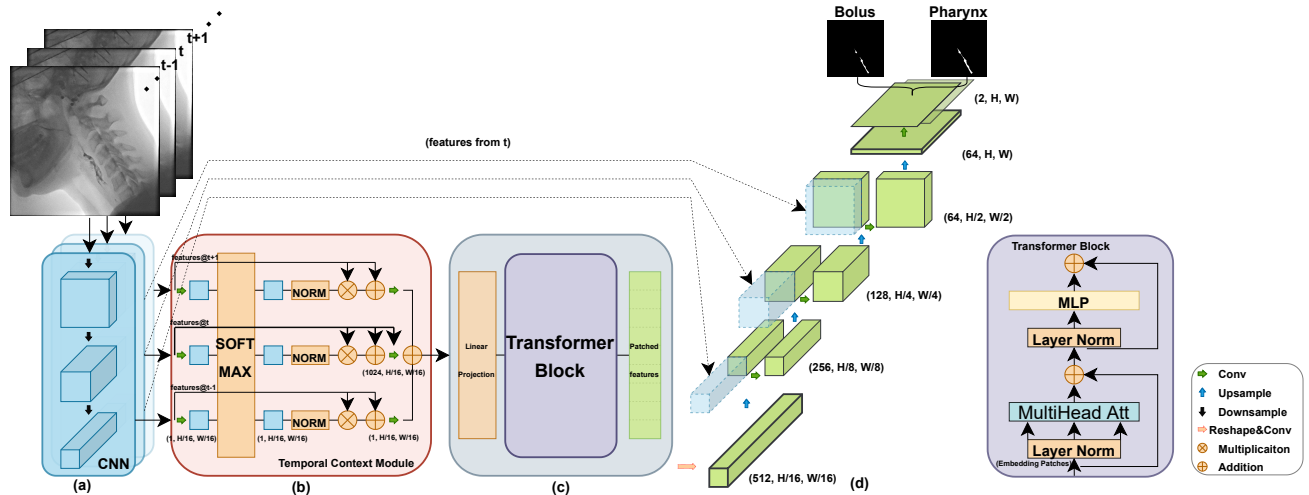 t+1
t
t-1
Bolus
Pharynx
(2, H, W)
(64, H, W)
(features from t)
(64, H/2, W/2)
(128, H/4, W/4)
(256, H/8, W/8)
(512, H/16, W/16)
CNN
(a)
features@t+1
features@t
features@t-1
SOFT
MAX
NORM
NORM
NORM
(1024, H/16, W/16)
(1, H/16, W/16)
(1, H/16, W/16)
(1, H/16, W/16)
Temporal Context Module
(b)
Linear
Projection
Transformer
Block
Patched
features
(c)
(d)
Transformer Block
MLP
Layer Norm
MultiHead Att
Layer Norm
(Embedding Patches)
Conv
Upsample
Downsample
Reshape&Conv
Multiplicaiton
Addition